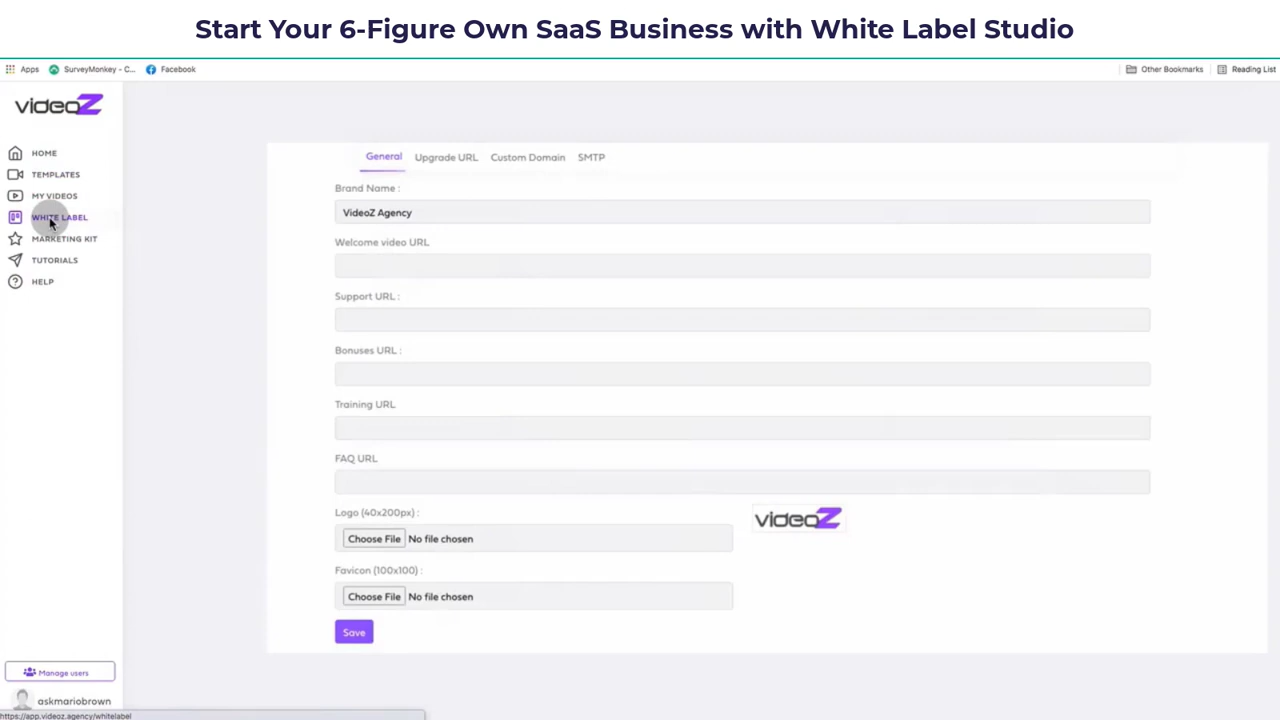 Start Your 6-Figure Own SaaS Business with White Label Studio
Apps SurveyMonkey - C... Facebook Other Bookmarks Reading List
videoZ
HOME
TEMPLATES
MY VIDEOS
WHITE LABEL
MARKETING KIT
TUTORIALS
HELP
General Upgrade URL Custom Domain SMTP
Brand Name :
VideoZ Agency
Welcome video URL
Support URL :
Bonuses URL :
Training URL
FAQ URL
Logo (40x200px) :
Choose File No file chosen
videoZ
Favicon (100x100) :
Choose File No file chosen
Save
Manage users
askmariobrown
https://app.videoz.agency/whitelabel